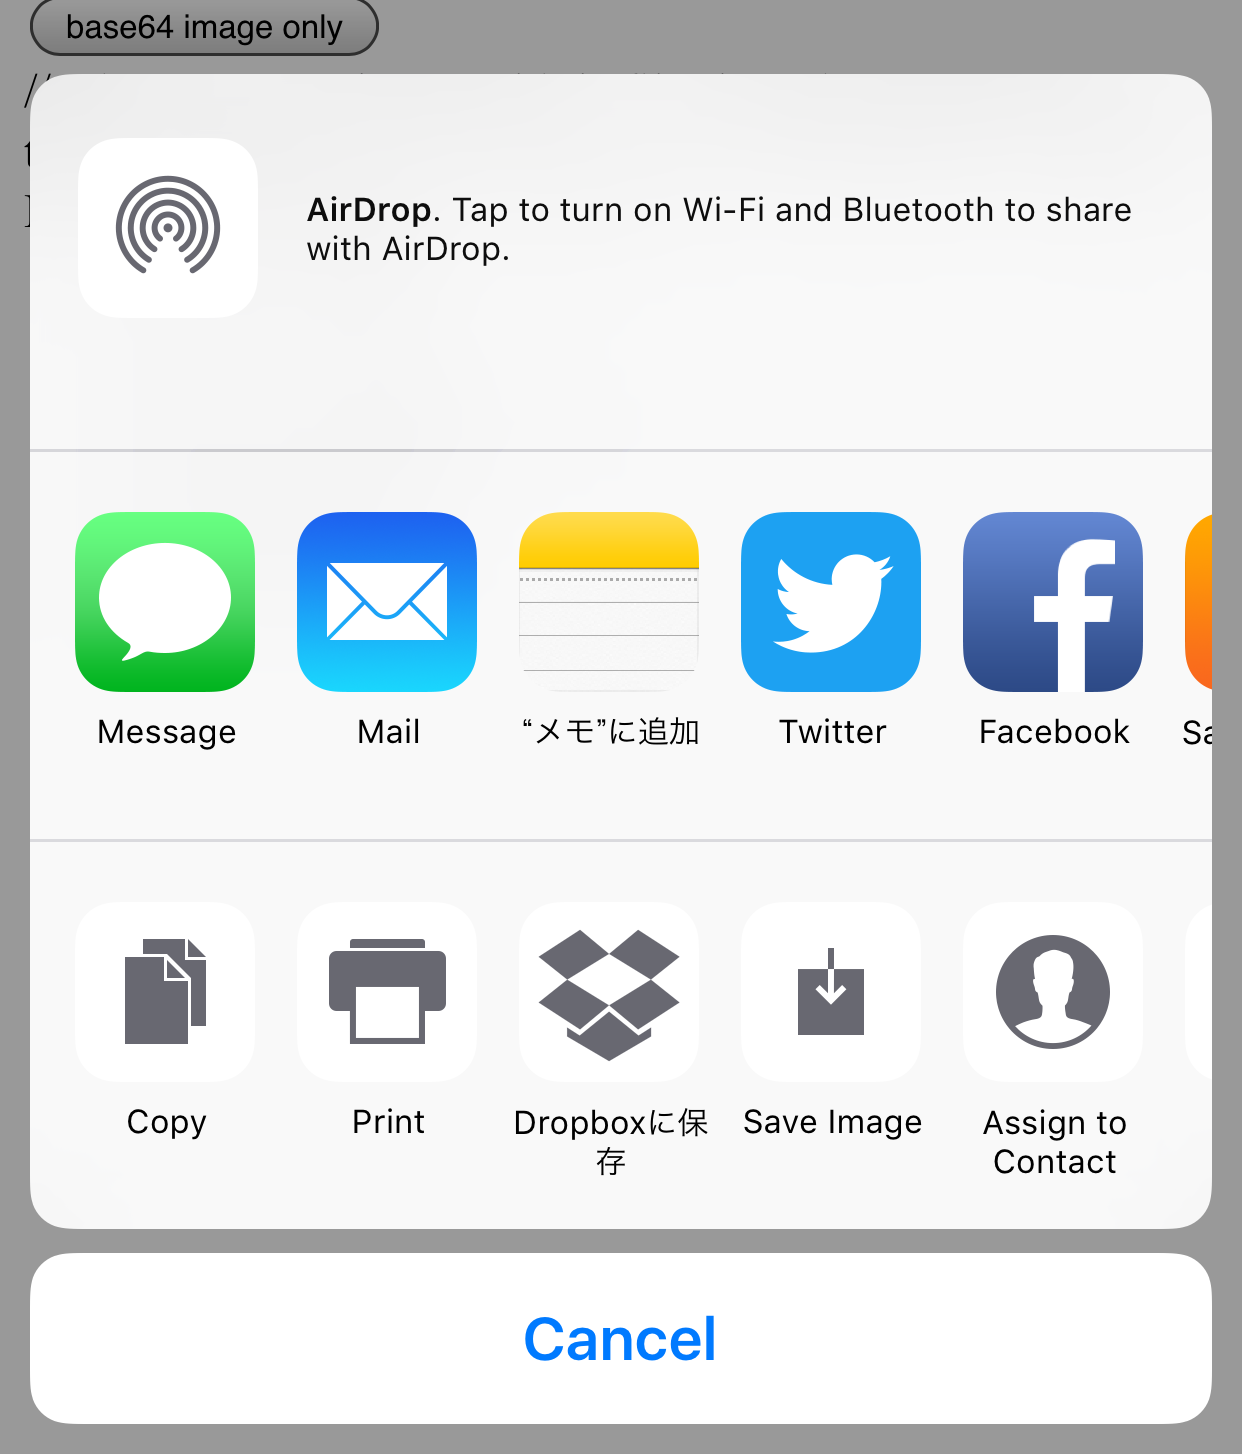 base64 image only
//
AirDrop. Tap to turn on Wi-Fi and Bluetooth to share
with AirDrop.
Message
Mail
“メモ”に追加
Twitter
Facebook
Sa
Copy
Print
Dropboxに保
存
Save Image
Assign to
Contact
Cancel